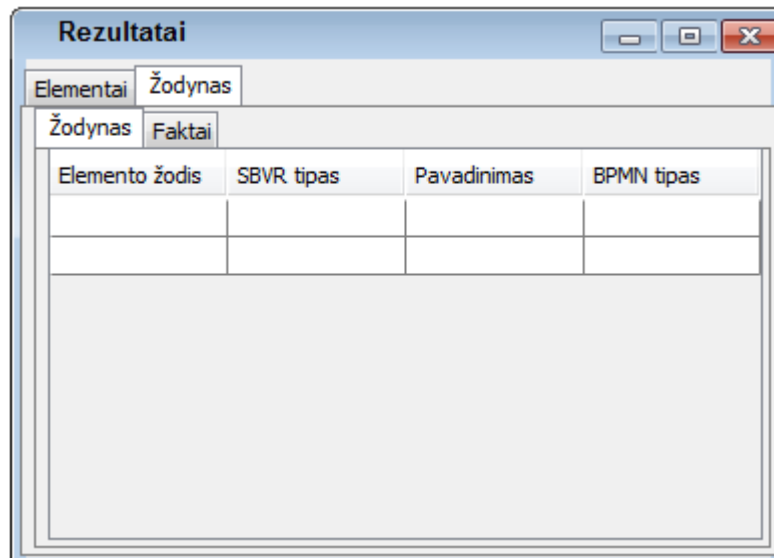 Rezultatai
Elementai Žodynas
Žodynas Faktai
Elemento žodis SBVR tipas Pavadinimas BPMN tipas